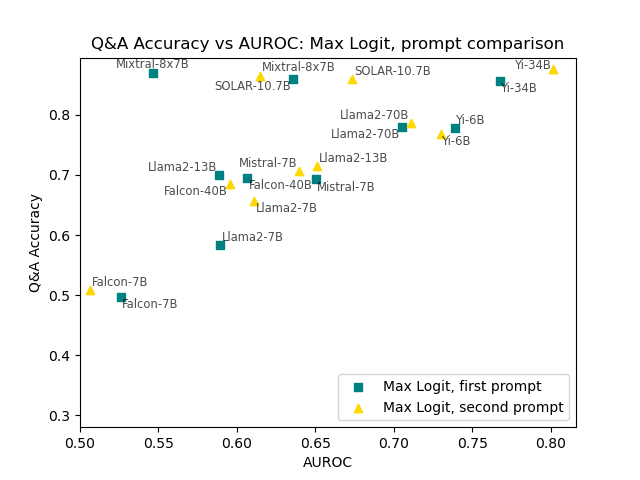 Q&A Accuracy vs AUROC: Max Logit, prompt comparison
Mixtral-8x7B
Mixtral-8x7B
SOLAR-10.7B
SOLAR-10.7B
Yi-34B
Yi-34B
Llama2-70B
Llama2-70B
Yi-6B
Yi-6B
Llama2-13B
Mistral-7B
Llama2-13B
Falcon-40B
Falcon-40B
Mistral-7B
Llama2-7B
Llama2-7B
Falcon-7B
Falcon-7B
0.8
0.7
0.6
0.5
0.4
0.3
Q&A Accuracy
Max Logit, first prompt
Max Logit, second prompt
0.50 0.55 0.60 0.65 0.70 0.75 0.80
AUROC